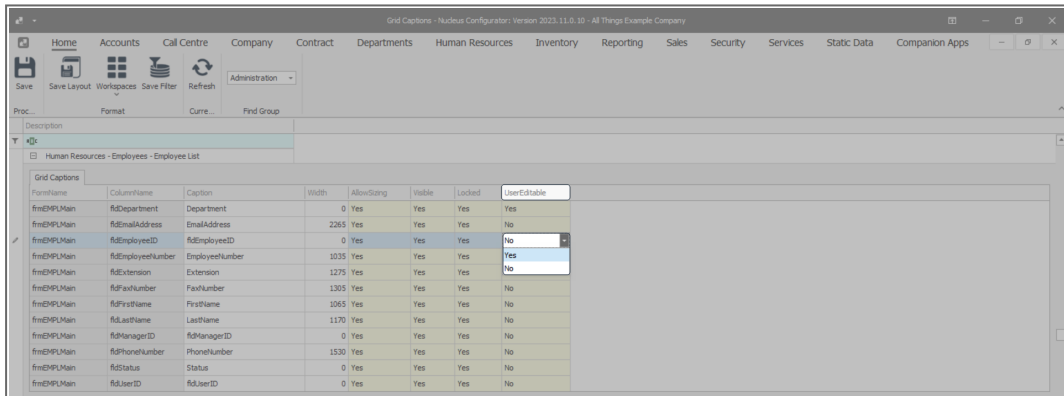 Grid Captions - Nucleus Configurator: Version 2023.11.0.10 - All Things Example Company
Home Accounts Call Centre Company Contract Departments Human Resources Inventory Reporting Sales Security Services Static Data Companion Apps
Save Save Layout Workspaces Save Filter Refresh Administration
Proc... Format Curre... Find Group
Description
Human Resources - Employees - Employee List
Grid Captions
FormName ColumnName Caption Width AllowSizing Visible Locked UserEditable
frmEMPLMain fldDepartment Department 0 Yes Yes Yes Yes
frmEMPLMain fldEmailAddress EmailAddress 2265 Yes Yes Yes No
frmEMPLMain fldEmployeeID fldEmployeeID 0 Yes Yes Yes No
frmEMPLMain fldEmployeeNumber EmployeeNumber 1035 Yes Yes Yes Yes
frmEMPLMain fldExtension Extension 1275 Yes Yes Yes No
frmEMPLMain fldFaxNumber FaxNumber 1305 Yes Yes Yes No
frmEMPLMain fldFirstName FirstName 1065 Yes Yes Yes No
frmEMPLMain fldLastName LastName 1170 Yes Yes Yes No
frmEMPLMain fldManagerID fldManagerID 0 Yes Yes Yes No
frmEMPLMain fldPhoneNumber PhoneNumber 1530 Yes Yes Yes No
frmEMPLMain fldStatus Status 0 Yes Yes Yes No
frmEMPLMain fldUserID fldUserID 0 Yes Yes Yes No